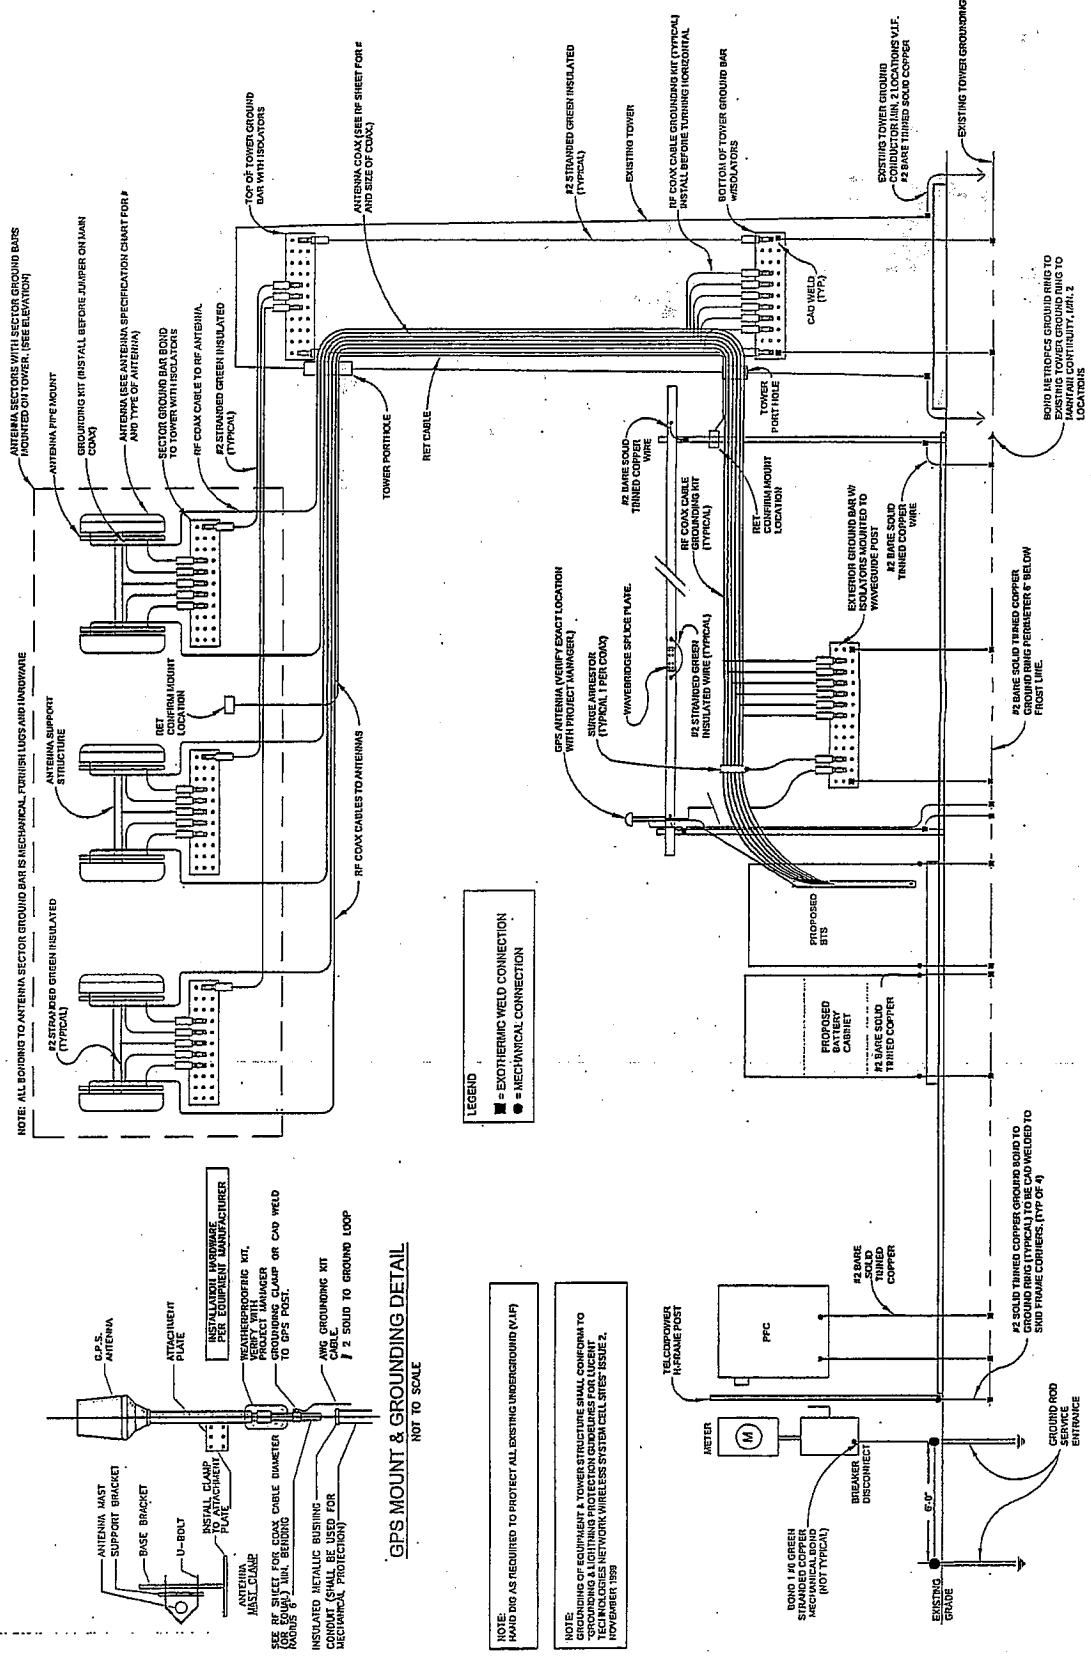 NOTE: ALL BONDING TO ANTENNA SECTOR GROUND BAR IS MECHANICAL, FURNISH LUGS AND HARDWARE
ANTENNA SECTORS WITH SECTOR GROUND BARS
MOUNTED ON TOWER. (SEE ELEVATION)
ANTENNA PIPE MOUNT
GROUNDING KIT (INSTALL BEFORE JUMPER ON MAIN
COAX)
ANTENNA (SEE ANTENNA SPECIFICATION CHART FOR #
AND TYPE OF ANTENNA)
SECTOR GROUND BAR BOND
TO TOWER WITH ISOLATORS
RF COAX CABLE TO RF ANTENNA.
#2 STRANDED GREEN INSULATED
(TYPICAL)
TOP OF TOWER GROUND
BAR WITH ISOLATORS
ANTENNA COAX (SEE RF SHEET FOR #
AND SIZE OF COAX.)
#2 STRANDED GREEN INSULATED
(TYPICAL)
EXISTING TOWER
RF COAX CABLE GROUNDING KIT (TYPICAL)
INSTALL BEFORE TURNING HORIZONTAL
BOTTOM OF TOWER GROUND BAR
W/ISOLATORS
EXISTING TOWER GROUND
CONDUCTOR MIN. 2 LOCATIONS V.I.F.
#2 BARE TINNED SOLID COPPER
EXISTING TOWER GROUNDING
#2 STRANDED GREEN INSULATED
(TYPICAL)
ANTENNA SUPPORT
STRUCTURE
RET
CONFIRM MOUNT
LOCATION
RF COAX CABLES TO ANTENNAS
TOWER PORTHOLE
RET CABLE
CAD WELD
(TYP.)
TOWER
PORT HOLE
BOND METROPCS GROUND RING TO
EXISTING TOWER GROUND RING TO
MAINTAIN CONTINUITY, MIN. 2
LOCATIONS
#2 BARE SOLID
TINNED COPPER
WIRE
RF COAX CABLE
GROUNDING KIT
(TYPICAL)
RET
CONFIRM MOUNT
LOCATION
GPS ANTENNA (VERIFY EXACT LOCATION
WITH PROJECT MANAGER)
SURGE ARRESTOR
(TYPICAL 1 PER COAX)
WAVEBRIDGE SPLICE PLATE.
#2 STRANDED GREEN
INSULATED WIRE (TYPICAL)
EXTERIOR GROUND BAR W/
ISOLATORS MOUNTED TO
WAVEGUIDE POST
#2 BARE SOLID
TINNED COPPER
WIRE
#2 BARE SOLID TINNED COPPER
GROUND RING PERIMETER 6" BELOW
FROST LINE.
LEGEND
= EXOTHERMIC WELD CONNECTION
= MECHANICAL CONNECTION
PROPOSED
BTS
PROPOSED
BATTERY
CABINET
#2 BARE SOLID
TINNED COPPER
G.P.S.
ANTENNA
ATTACHMENT
PLATE
INSTALLATION HARDWARE
PER EQUIPMENT MANUFACTURER
WEATHERPROOFING KIT.
VERIFY WITH
PROJECT MANAGER
GROUNDING CLAMP OR CAD WELD
TO GPS POST.
AWG GROUNDING KIT
CABLE.
# 2 SOLID TO GROUND LOOP
ANTENNA MAST
SUPPORT BRACKET
BASE BRACKET
U-BOLT
INSTALL CLAMP
TO ATTACHMENT
PLATE
ANTENNA
MAST CLAMP
SEE RF SHEET FOR COAX CABLE DIAMETER
(OR EQUAL) MIN. BENDING
RADIUS 6"
INSULATED METALLIC BUSHING
CONDUIT (SHALL BE USED FOR
MECHANICAL PROTECTION)
GPS MOUNT & GROUNDING DETAIL
NOT TO SCALE
NOTE:
HAND DIG AS REQUIRED TO PROTECT ALL EXISTING UNDERGROUND (V.I.F)
NOTE:
GROUNDING OF EQUIPMENT & TOWER STRUCTURE SHALL CONFORM TO
"GROUNDING & LIGHTNING PROTECTION GUIDELINES FOR LUCENT
TECHNOLOGIES NETWORK WIRELESS SYSTEM CELL SITES" ISSUE 2,
NOVEMBER 1999
TELCO/POWER
H-FRAME POST
PFC
#2 BARE
SOLID
TINNED
COPPER
#2 SOLID TINNED COPPER GROUND BOND TO
GROUND RING (TYPICAL) TO BE CAD WELDED TO
SKID FRAME CORNERS. (TYP OF 4)
METER
M
BREAKER
DISCONNECT
BOND 1 #6 GREEN
STRANDED COPPER
MECHANICAL BOND
(NOT TYPICAL)
6'-0"
EXISTING
GRADE
GROUND ROD
SERVICE
ENTRANCE